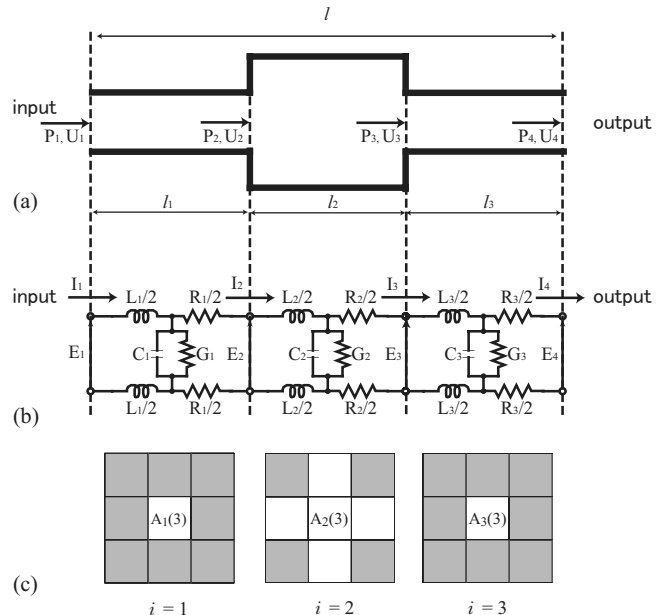 l
input
output
P1, U1
P2, U2
P3, U3
P4, U4
(a)
l1
l2
l3
input
I1
L1/2
R1/2
I2
L2/2
R2/2
I3
L3/2
R3/2
I4
output
E1
C1
G1
E2
C2
G2
E3
C3
G3
E4
L1/2
R1/2
L2/2
R2/2
L3/2
R3/2
(b)
A1(3)
A2(3)
A3(3)
(c)
i = 1
i = 2
i = 3